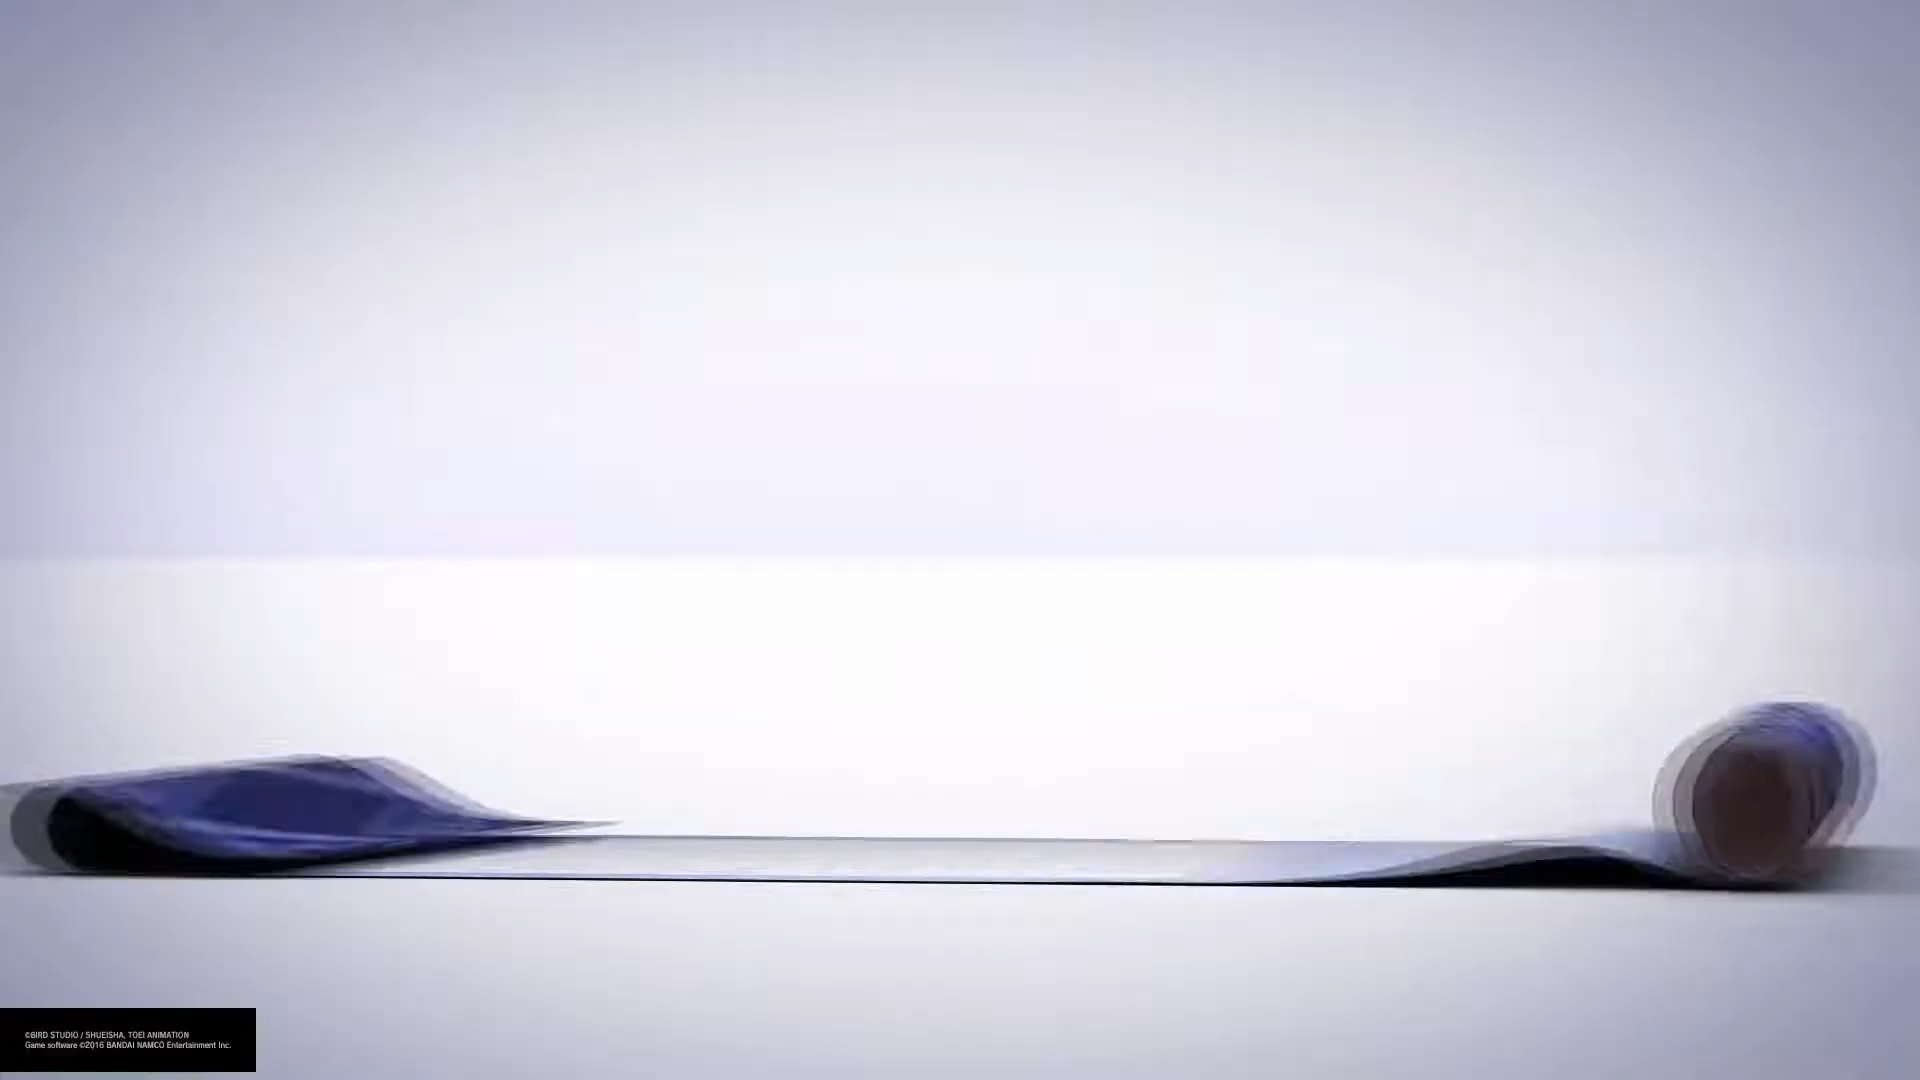 ©BIRD STUDIO / SHUEISHA, TOEI ANIMATION
Game software ©2016 BANDAI NAMCO Entertainment Inc.